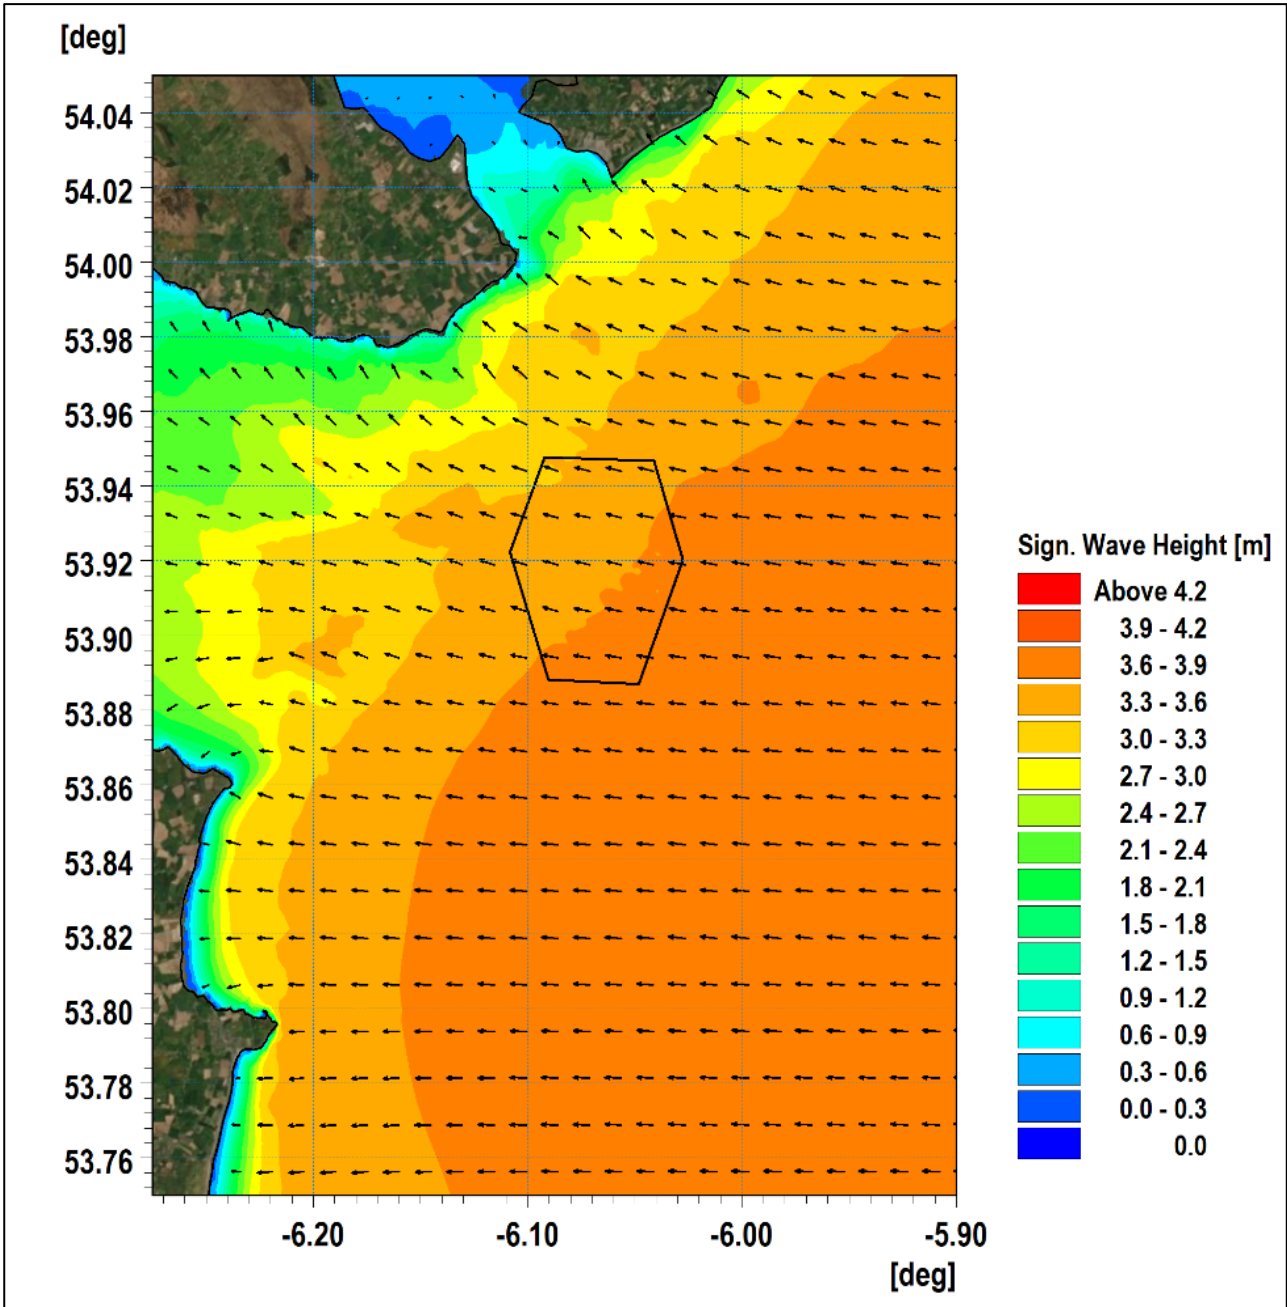 [deg]
54.04
54.02
54.00
53.98
53.96
53.94
53.92
53.90
53.88
53.86
53.84
53.82
53.80
53.78
53.76
-6.20 -6.10 -6.00 -5.90
[deg]
Sign. Wave Height [m]
Above 4.2
3.9 - 4.2
3.6 - 3.9
3.3 - 3.6
3.0 - 3.3
2.7 - 3.0
2.4 - 2.7
2.1 - 2.4
1.8 - 2.1
1.5 - 1.8
1.2 - 1.5
0.9 - 1.2
0.6 - 0.9
0.3 - 0.6
0.0 - 0.3
0.0